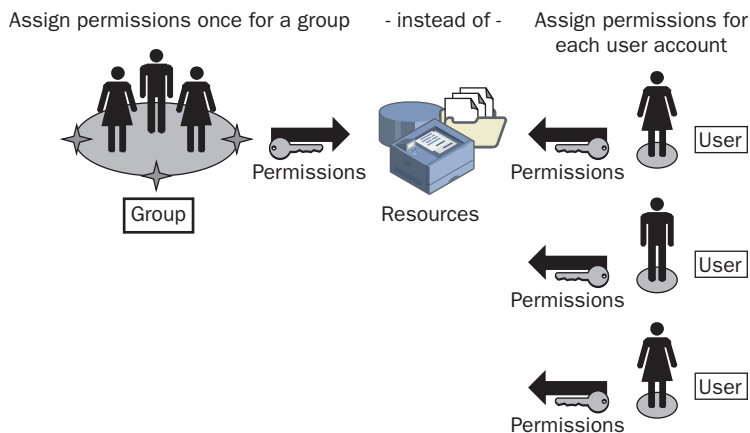 Assign permissions once for a group
- instead of -
Assign permissions for
each user account
Permissions
Group
Resources
Permissions
User
Permissions
User
Permissions
User